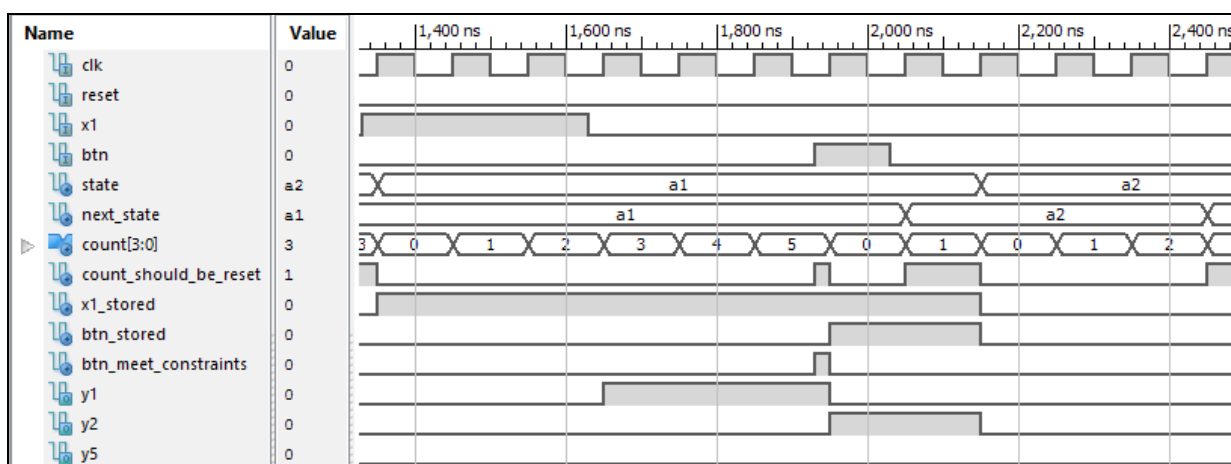 Name Value 1,400 ns 1,600 ns 1,800 ns 2,000 ns 2,200 ns 2,400 ns
clk 0
reset 0
x1 0
btn 0
state a2 a1 a2
next_state a1 a1 a2
count[3:0] 3 3 0 1 2 3 4 5 0 1 0 1 2
count_should_be_reset 1
x1_stored 0
btn_stored 0
btn_meet_constraints 0
y1 0
y2 0
y5 0